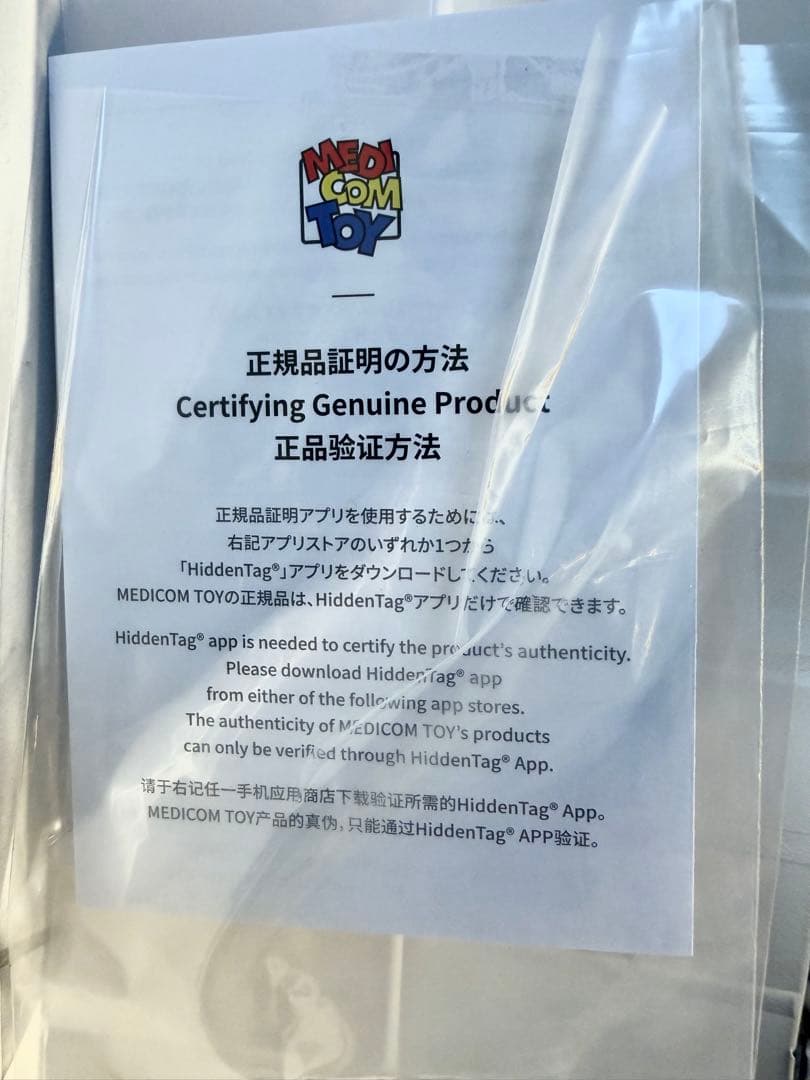 MEDI
COM
TOY
正規品証明の方法
Certifying Genuine Product
正品验证方法
正規品証明アプリを使用するためには、
右記アプリストアのいずれか1つから
「HiddenTag®」アプリをダウンロードしてください。
MEDICOM TOYの正規品は、HiddenTag®アプリだけで確認できます。
HiddenTag® app is needed to certify the product's authenticity.
Please download HiddenTag® app
from either of the following app stores.
The authenticity of MEDICOM TOY's products
can only be verified through HiddenTag® App.
请于右记任一手机应用商店下载验证所需的HiddenTag® App。
MEDICOM TOY产品的真伪，只能通过HiddenTag® APP验证。